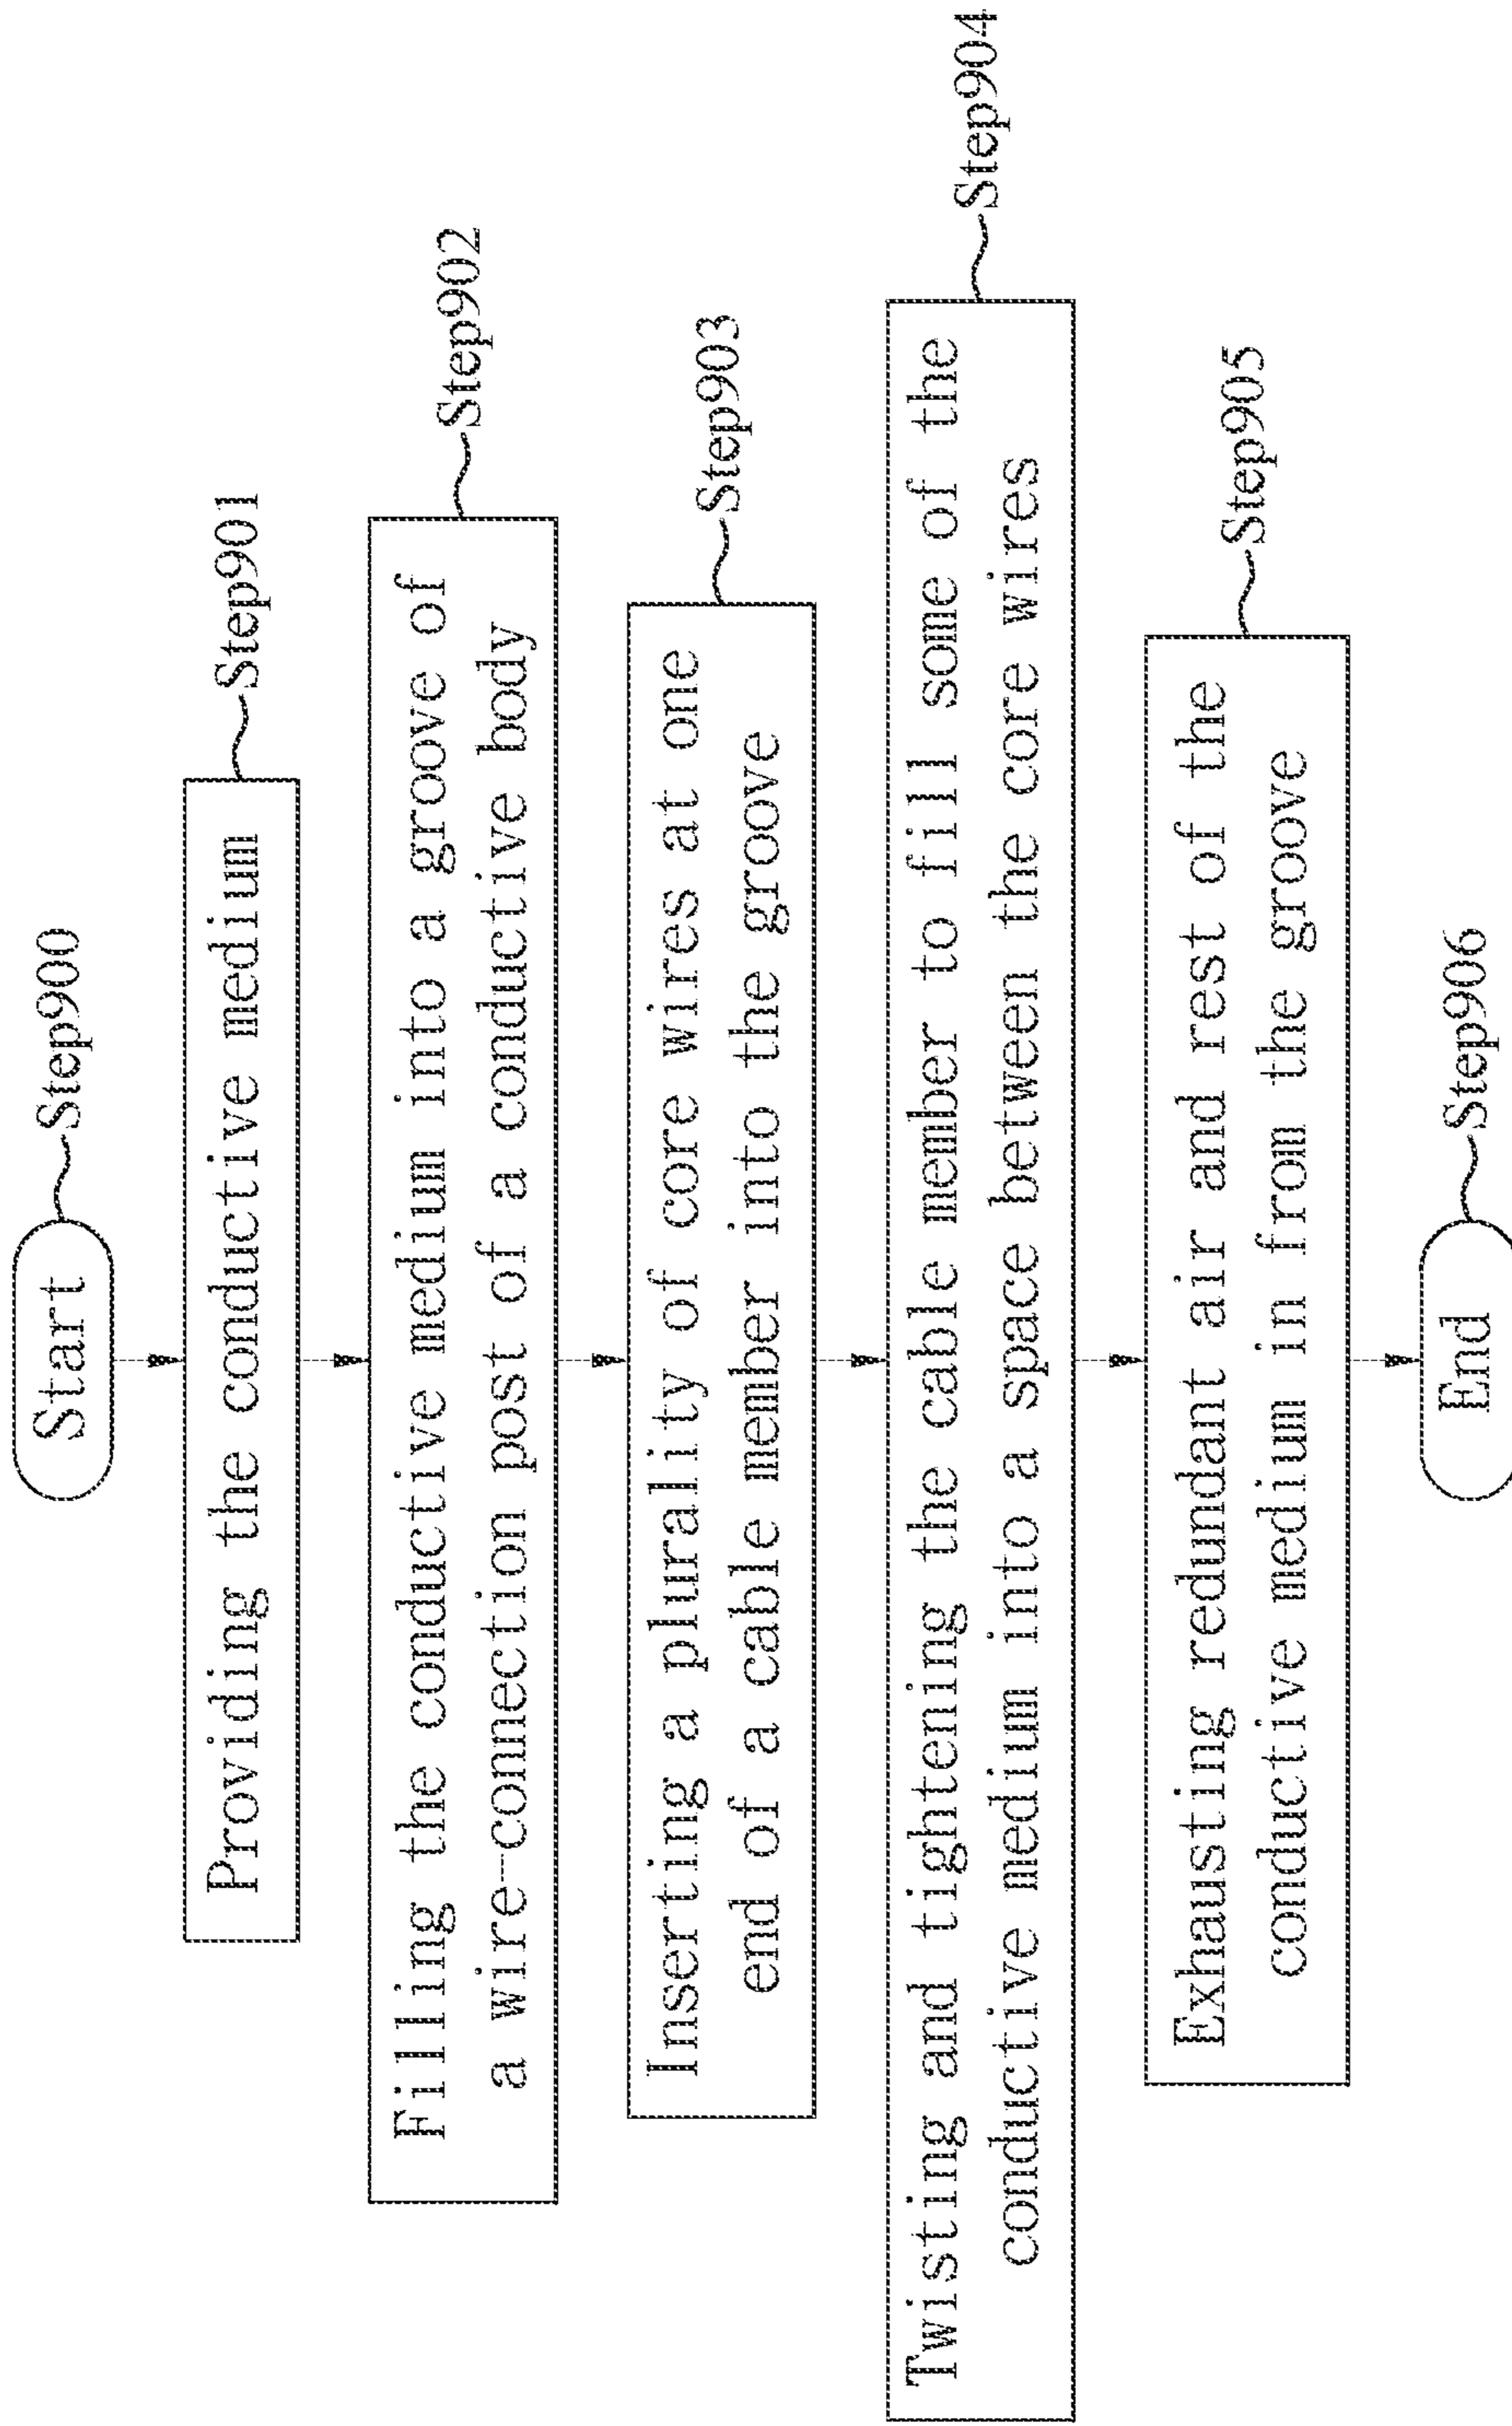 Start
Step900
Providing the conductive medium
Step901
Filling the conductive medium into a groove of
a wire-connection post of a conductive body
Step902
Inserting a plurality of core wires at one
end of a cable member into the groove
Step903
Twisting and tightening the cable member to fill some of the
conductive medium into a space between the core wires
Step904
Exhausting redundant air and rest of the
conductive medium in from the groove
Step905
End
Step906